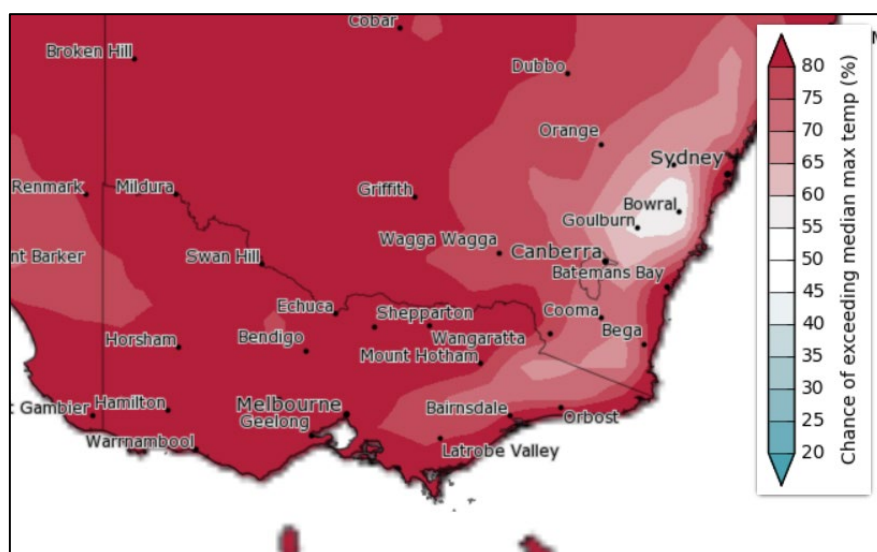 Cobar
Broken Hill
Dubbo
Orange
Sydney
Renmark
Mildura
Griffith
Bowral
Goulburn
Wagga Wagga
Canberra
nt Barker
Swan Hill
Batemans Bay
Echuca
Shepparton
Cooma
Horsham
Bendigo
Wangaratta
Bega
Mount Hotham
t Gambier
Hamilton
Melbourne
Geelong
Bairnsdale
Orbost
Warrnambool
Latrobe Valley
80
75
70
65
60
55
50
45
40
35
30
25
20
Chance of exceeding median max temp (%)